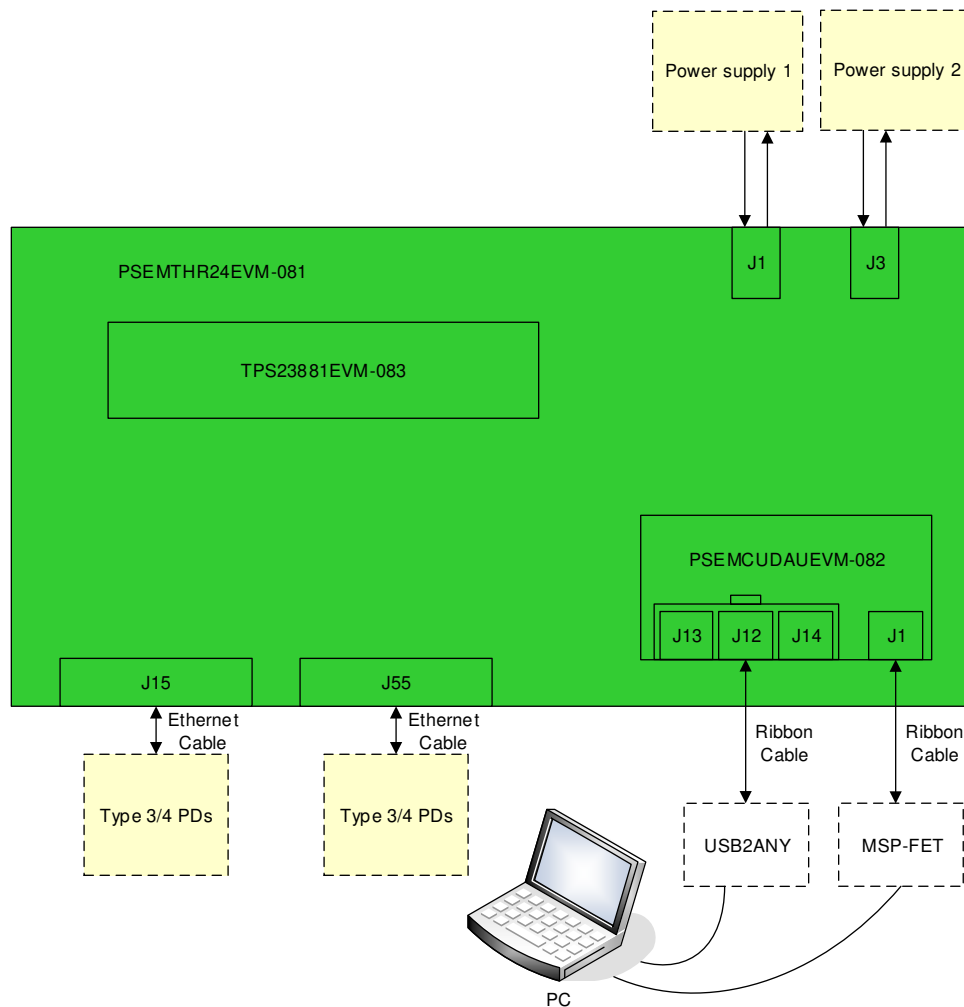 Power supply 1
Power supply 2
J1
J3
PSEMTHR24EVM-081
TPS23881EVM-083
PSEMCUDAUEVM-082
J13
J12
J14
J1
J15
J55
Ethernet
Cable
Ethernet
Cable
Ribbon
Cable
Ribbon
Cable
Type 3/4 PDs
Type 3/4 PDs
USB2ANY
MSP-FET
PC